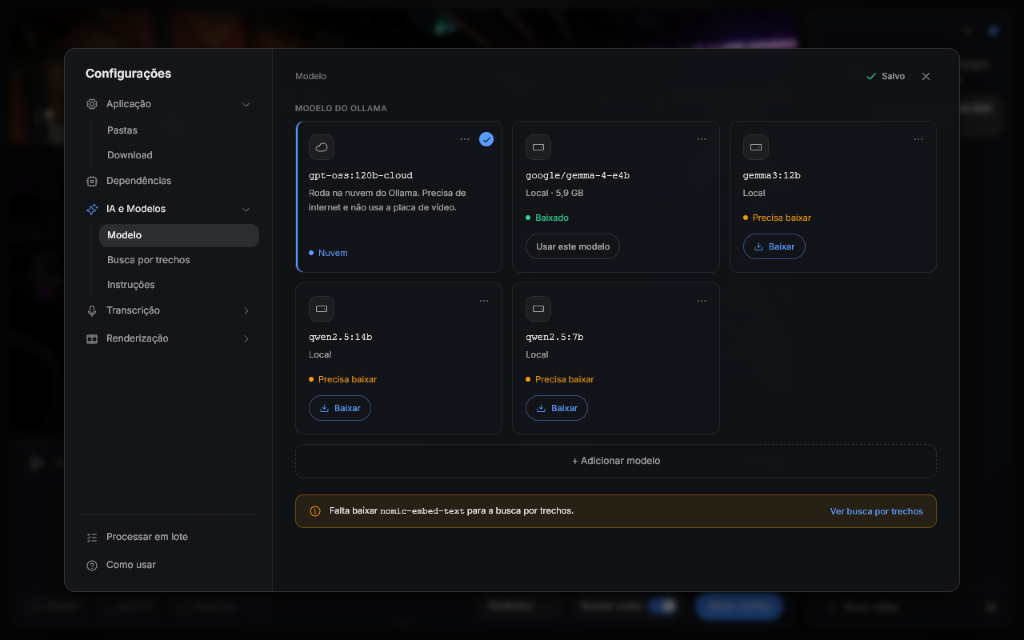 Configurações
Aplicação
Pastas
Download
Dependências
IA e Modelos
Modelo
Busca por trechos
Instruções
Transcrição
Renderização
Processar em lote
Como usar
Modelo
Salvo
MODELO DO OLLAMA
gpt-oss:120b-cloud
Roda na nuvem do Ollama. Precisa de
internet e não usa a placa de vídeo.
Nuvem
google/gemma-4-e4b
Local · 5,9 GB
Baixado
Usar este modelo
gemma3:12b
Local
Precisa baixar
Baixar
qwen2.5:14b
Local
Precisa baixar
Baixar
qwen2.5:7b
Local
Precisa baixar
Baixar
+ Adicionar modelo
Falta baixar nomic-embed-text para a busca por trechos.
Ver busca por trechos